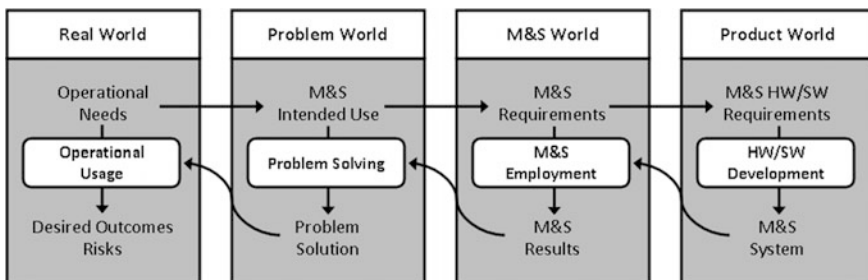 Real World
Problem World
M&S World
Product World
Operational
Needs
M&S
Intended Use
M&S
Requirements
M&S HW/SW
Requirements
Operational
Usage
Problem Solving
M&S
Employment
HW/SW
Development
Desired Outcomes
Risks
Problem
Solution
M&S
Results
M&S
System